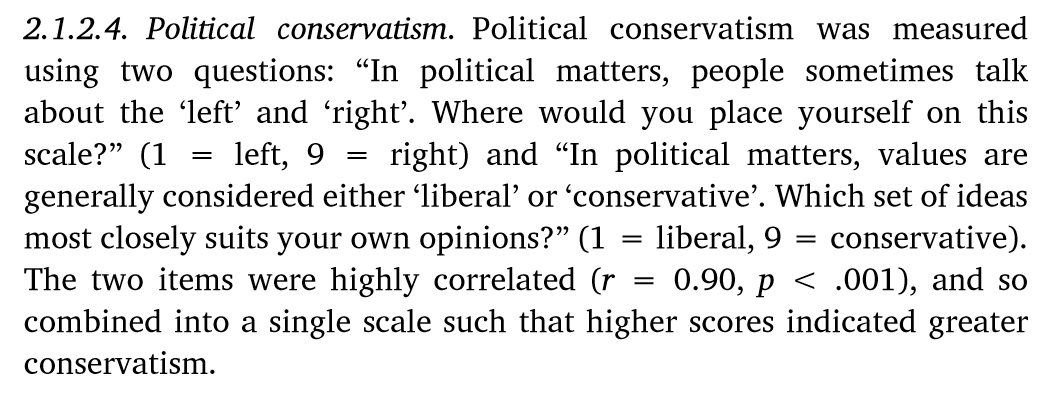 2.1.2.4. Political conservatism. Political conservatism was measured
using two questions: “In political matters, people sometimes talk
about the ‘left’ and ‘right’. Where would you place yourself on this
scale?” (1 = left, 9 = right) and “In political matters, values are
generally considered either ‘liberal’ or ‘conservative’. Which set of ideas
most closely suits your own opinions?” (1 = liberal, 9 = conservative).
The two items were highly correlated (r = 0.90, p < .001), and so
combined into a single scale such that higher scores indicated greater
conservatism.